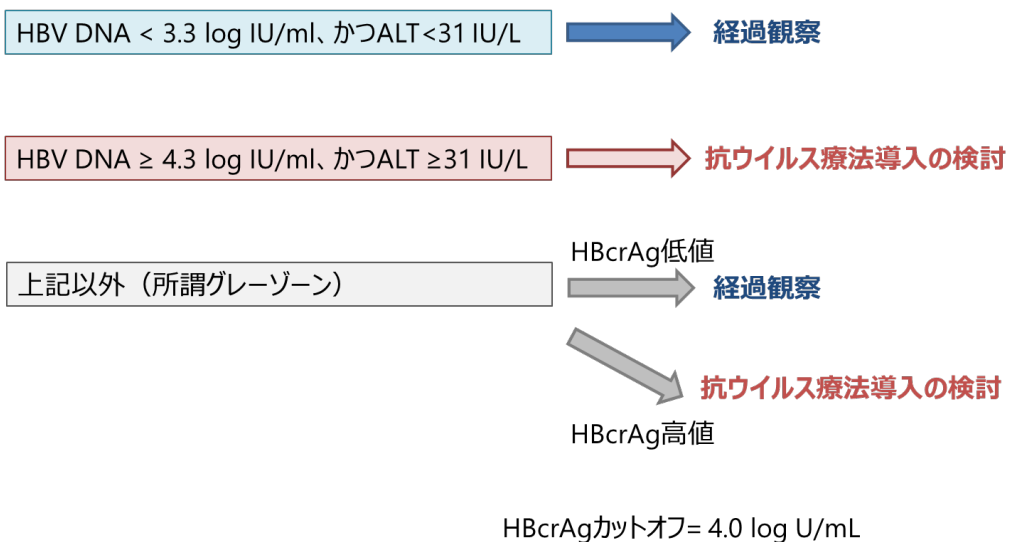 HBV DNA < 3.3 log IU/ml、かつALT<31 IU/L
経過観察
HBV DNA ≥ 4.3 log IU/ml、かつALT ≥31 IU/L
抗ウイルス療法導入の検討
HBcrAg低値
上記以外（所謂グレーゾーン）
経過観察
抗ウイルス療法導入の検討
HBcrAg高値
HBcrAgカットオフ= 4.0 log U/mL